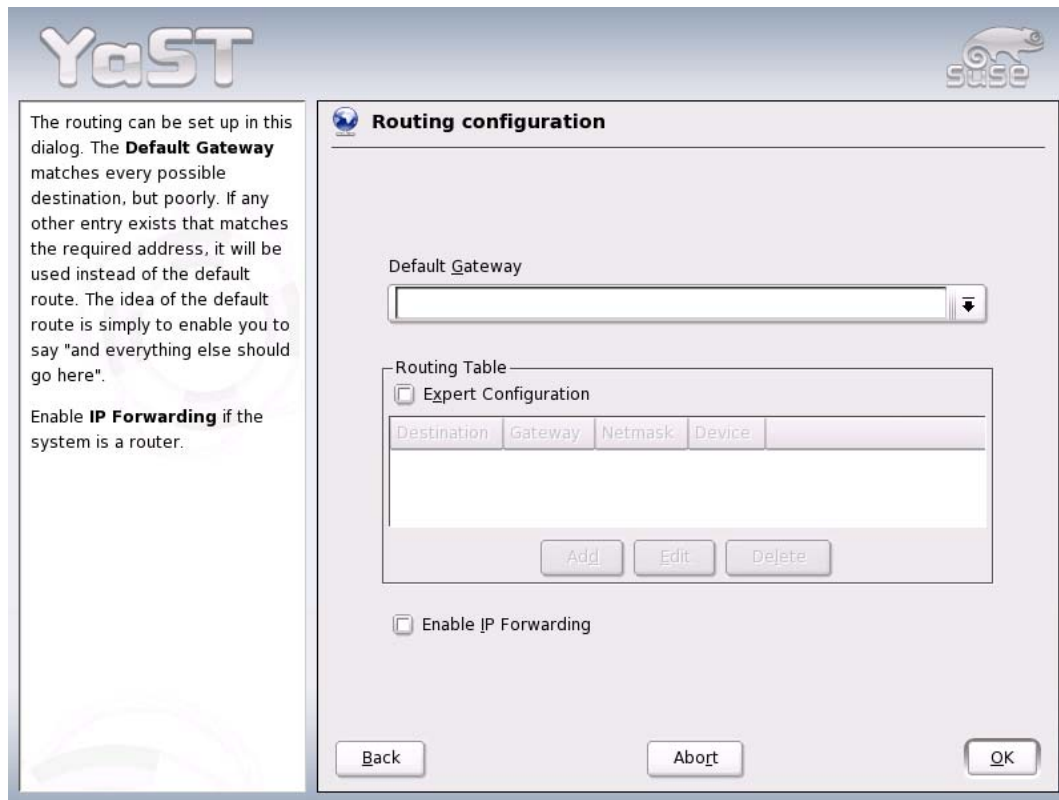 YaST
suse
The routing can be set up in this
dialog. The Default Gateway
matches every possible
destination, but poorly. If any
other entry exists that matches
the required address, it will be
used instead of the default
route. The idea of the default
route is simply to enable you to
say "and everything else should
go here".
Enable IP Forwarding if the
system is a router.
Routing configuration
Default Gateway
Routing Table
Expert Configuration
Destination Gateway Netmask Device
Add Edit Delete
Enable IP Forwarding
Back Abort OK